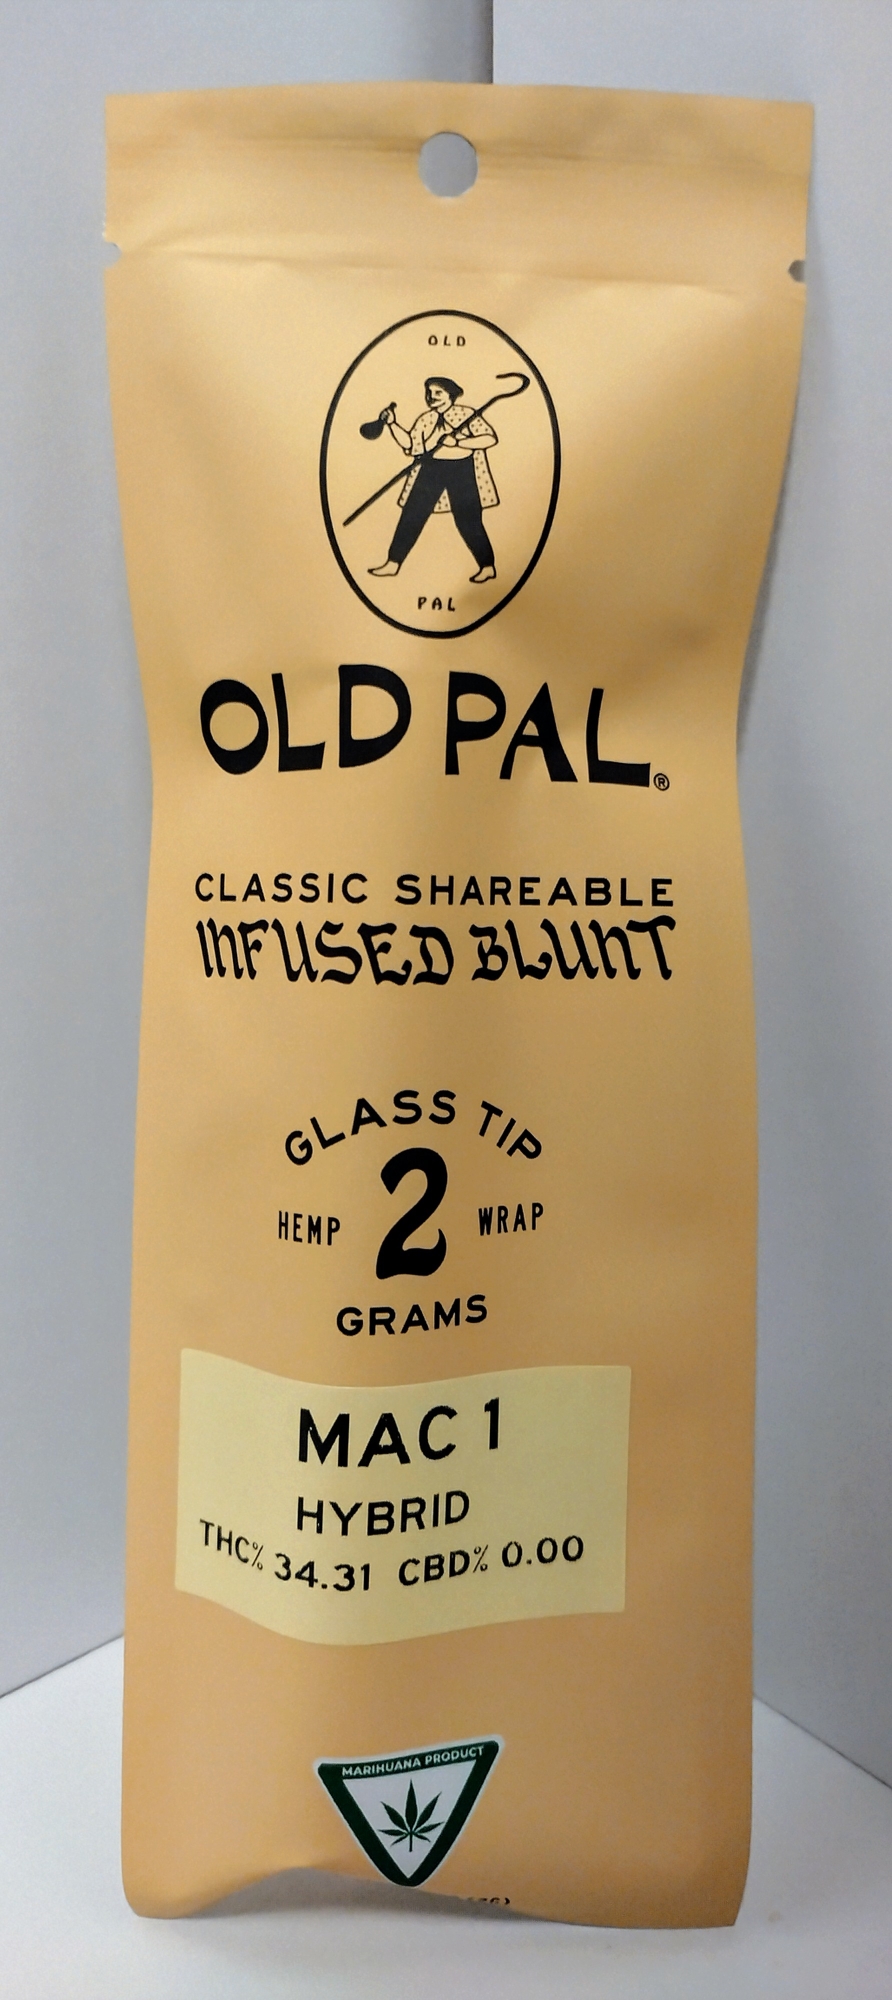 OLD
PAL
OLD PAL®
CLASSIC SHAREABLE
INFUSED BLUNT
GLASS TIP
HEMP 2 WRAP
GRAMS
MAC 1
HYBRID
THC% 34.31 CBD% 0.00
MARIHUANA PRODUCT